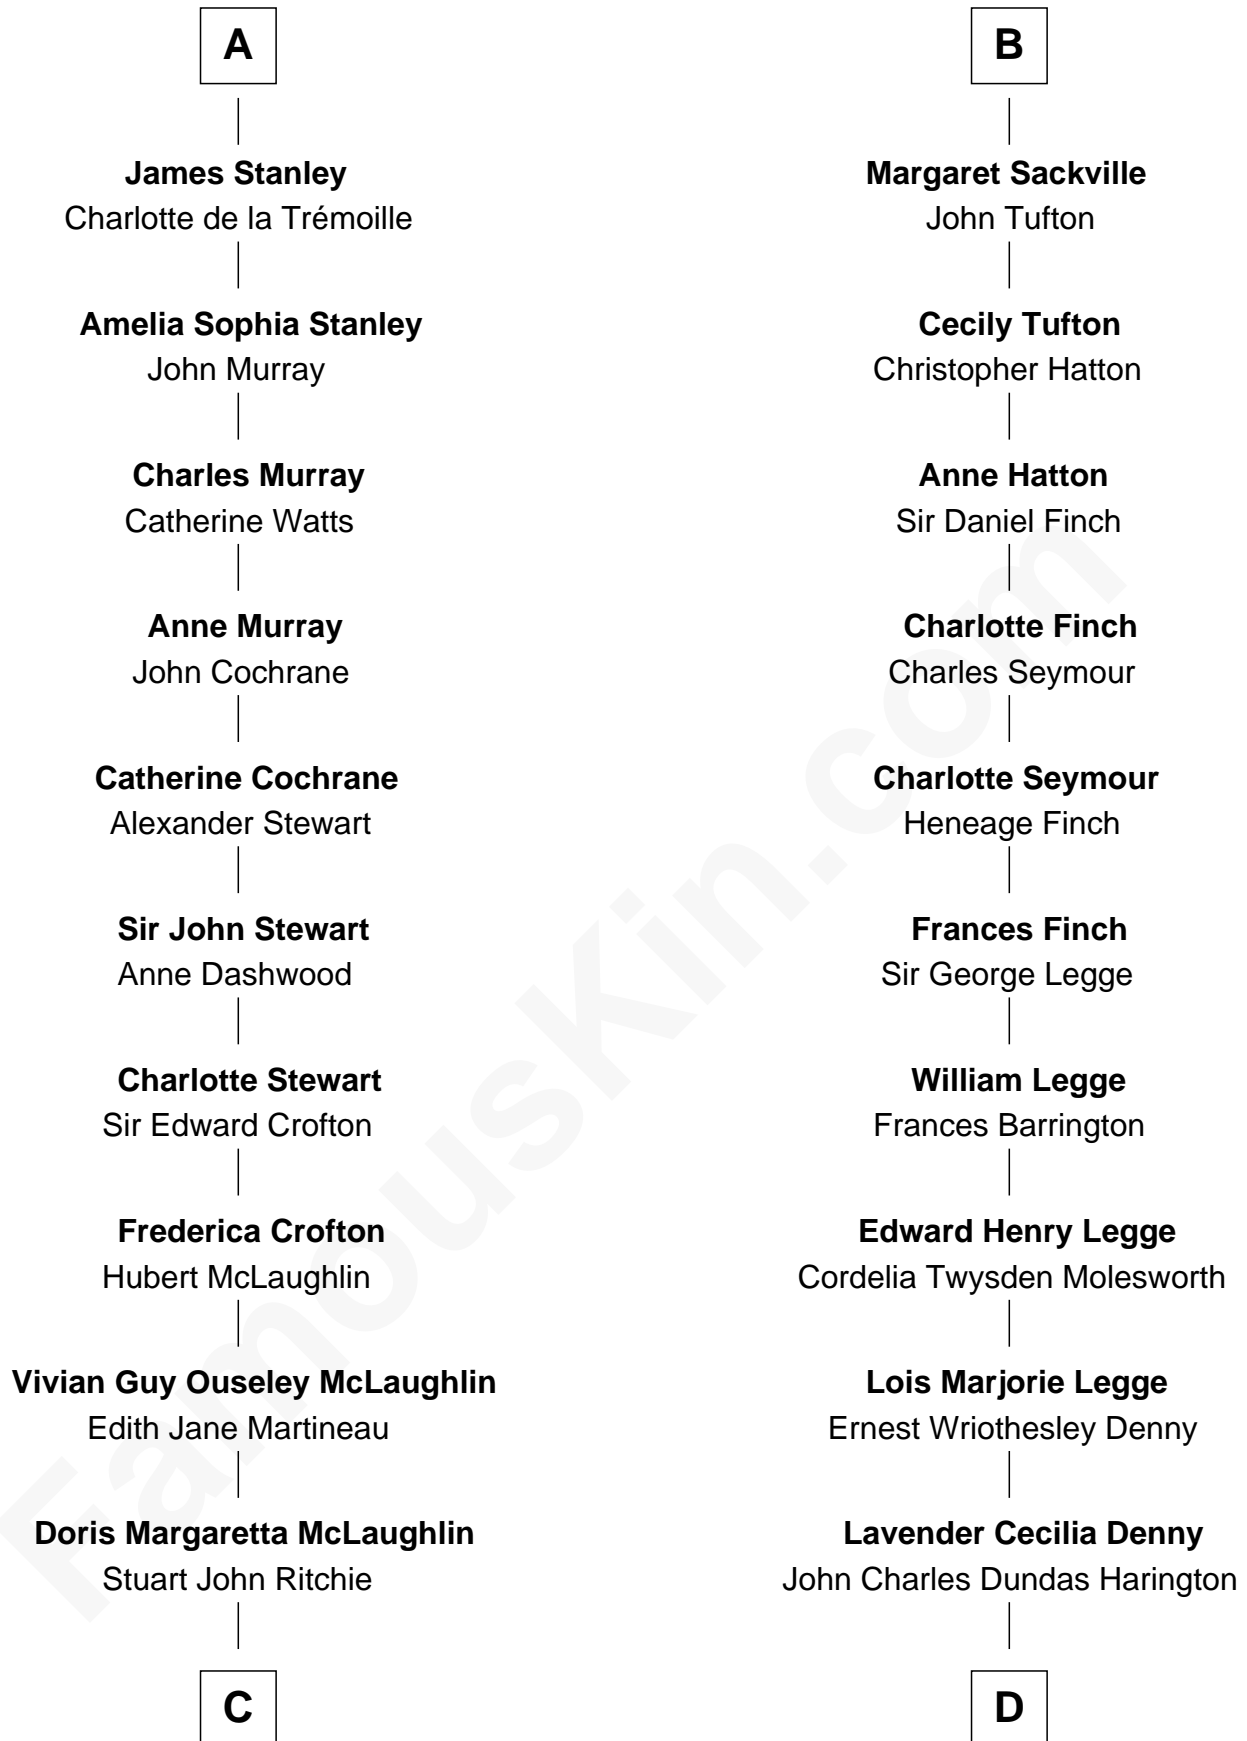 A
James Stanley
Charlotte de la Trémoille
Amelia Sophia Stanley
John Murray
Charles Murray
Catherine Watts
Anne Murray
John Cochrane
Catherine Cochrane
Alexander Stewart
Sir John Stewart
Anne Dashwood
Charlotte Stewart
Sir Edward Crofton
Frederica Crofton
Hubert McLaughlin
Vivian Guy Ouseley McLaughlin
Edith Jane Martineau
Doris Margaretta McLaughlin
Stuart John Ritchie
C
B
Margaret Sackville
John Tufton
Cecily Tufton
Christopher Hatton
Anne Hatton
Sir Daniel Finch
Charlotte Finch
Charles Seymour
Charlotte Seymour
Heneage Finch
Frances Finch
Sir George Legge
William Legge
Frances Barrington
Edward Henry Legge
Cordelia Twysden Molesworth
Lois Marjorie Legge
Ernest Wriothesley Denny
Lavender Cecilia Denny
John Charles Dundas Harington
D
FamousKin.com